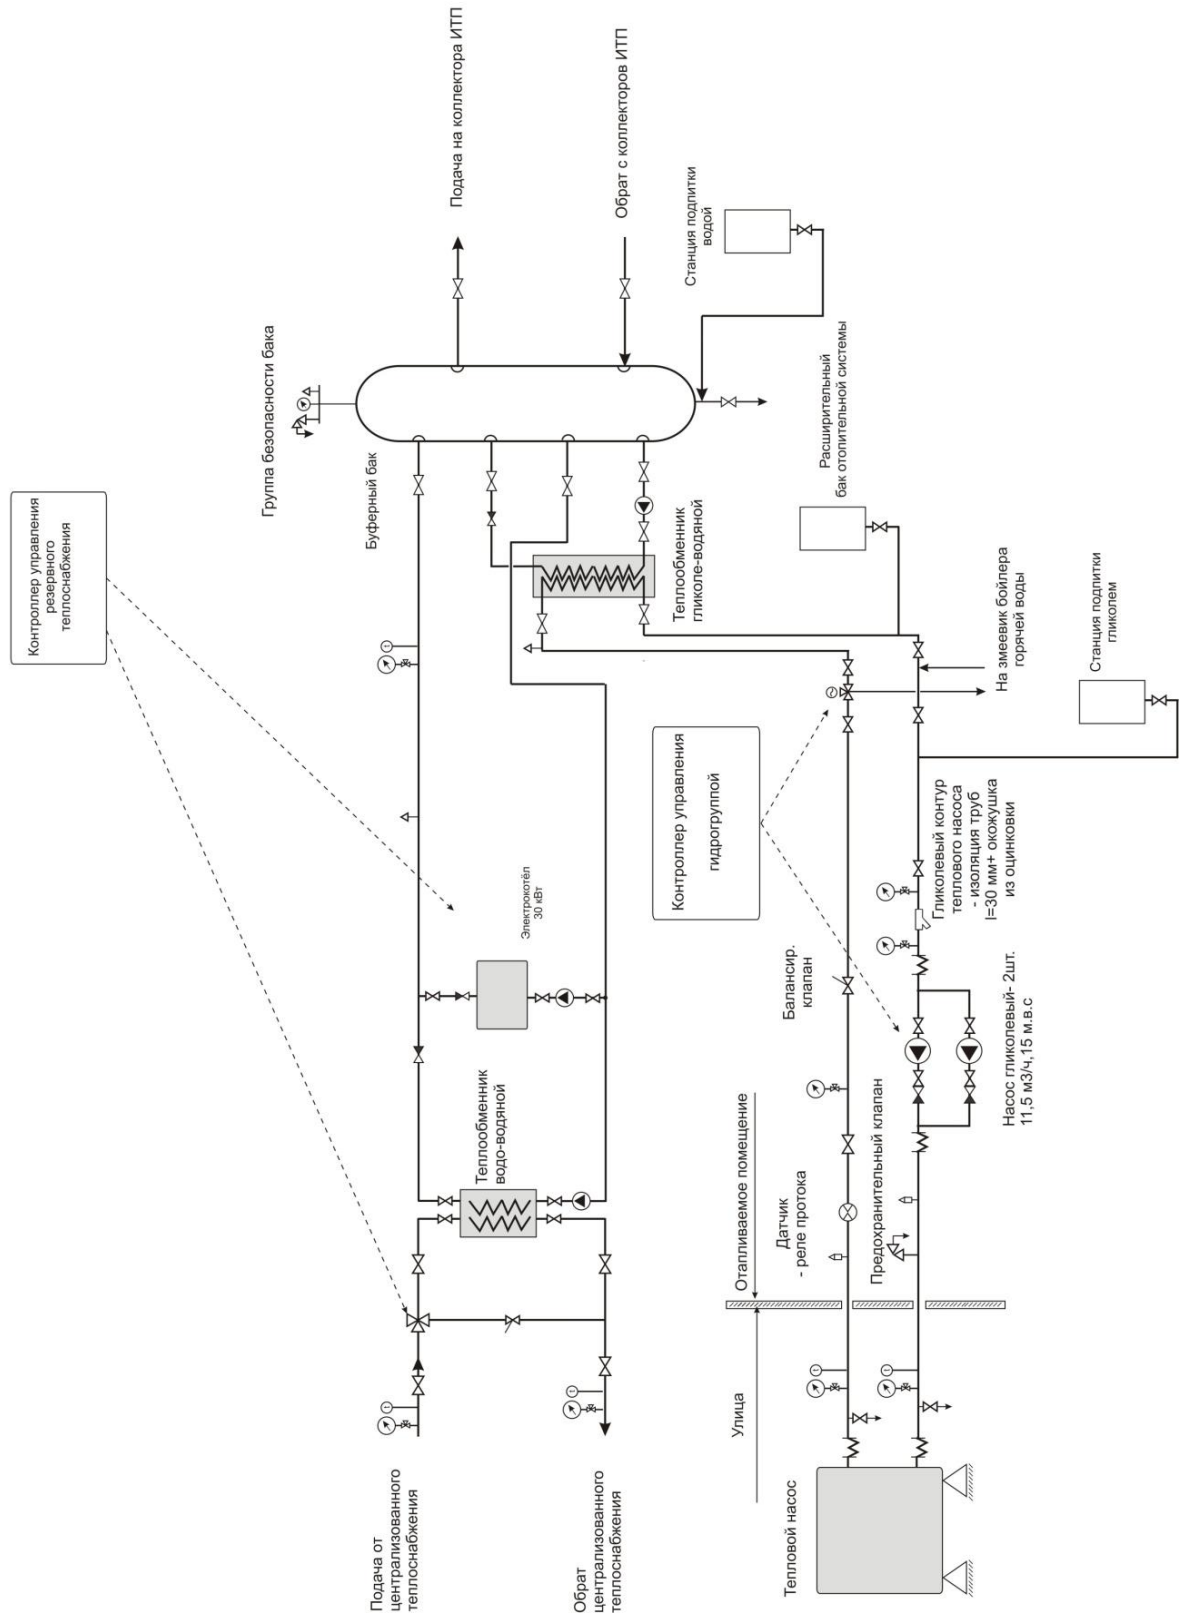 Контроллер управления
резервного
теплоснабжения
Группа безопасности бака
Буферный бак
Подача на коллектора ИТП
Обрат с коллекторов ИТП
Станция подпитки
водой
Расширительный
бак отопительной системы
Теплообменник
гликоле-водяной
На змеевик бойлера
горячей воды
Станция подпитки
гликолем
Контроллер управления
гидрогруппой
Электрокотёл
30 кВт
Гликолевый контур
теплового насоса
- изоляция труб
l=30 мм+ окожушка
из оцинковки
Балансир.
клапан
Насос гликолевый- 2шт.
11,5 м3/ч,15 м.в.с
Теплообменник
водо-водяной
Отапливаемое помещение
Датчик
- реле протока
Предохранительный клапан
Улица
Подача от
централизованного
теплоснабжения
Обрат
централизованного
теплоснабжения
Тепловой насос
t
t
t
t
t